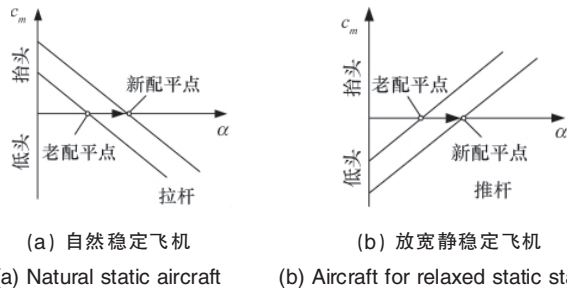 c_m
抬头
低头
新配平点
老配平点
α
拉杆
(a) 自然稳定飞机
(a) Natural static aircraft
c_m
抬头
低头
老配平点
新配平点
α
推杆
(b) 放宽静稳定飞机
(b) Aircraft for relaxed static sta